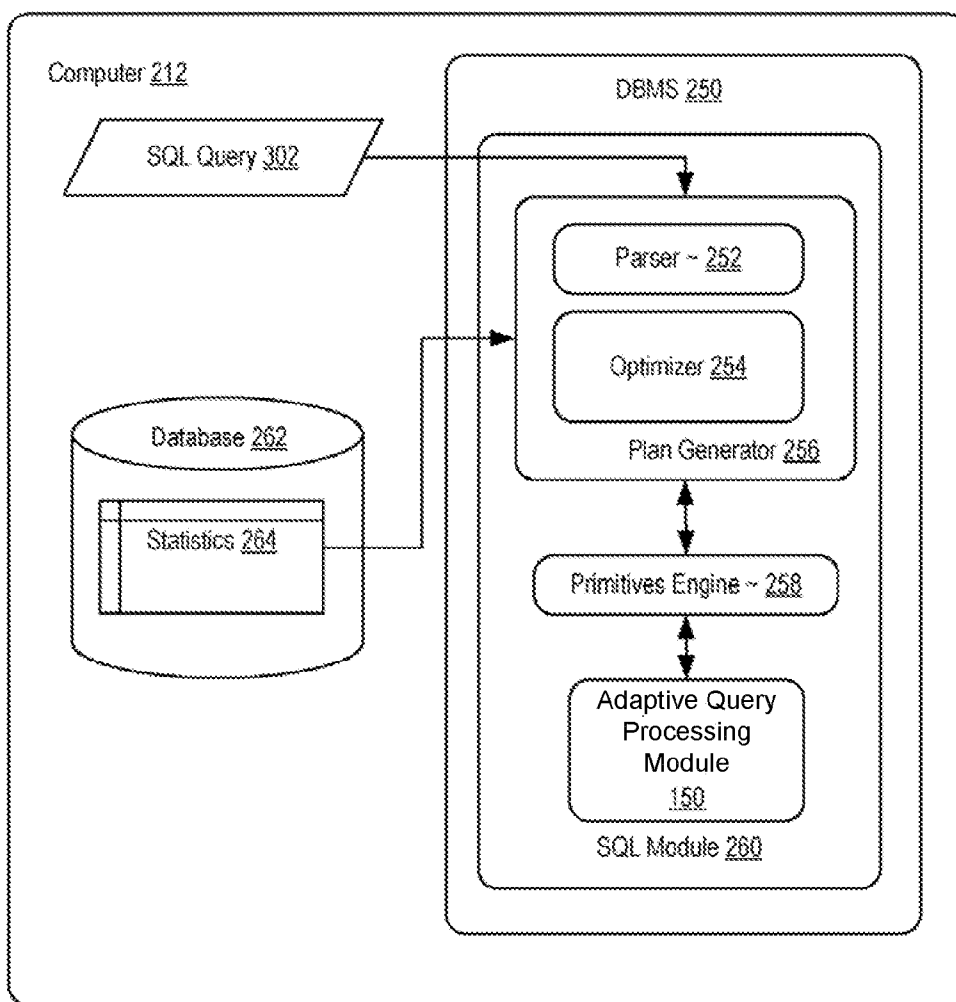 Computer 212
DBMS 250
SQL Query 302
Parser ~ 252
Optimizer 254
Plan Generator 256
Database 262
Statistics 264
Primitives Engine ~ 258
Adaptive Query
Processing
Module
150
SQL Module 260